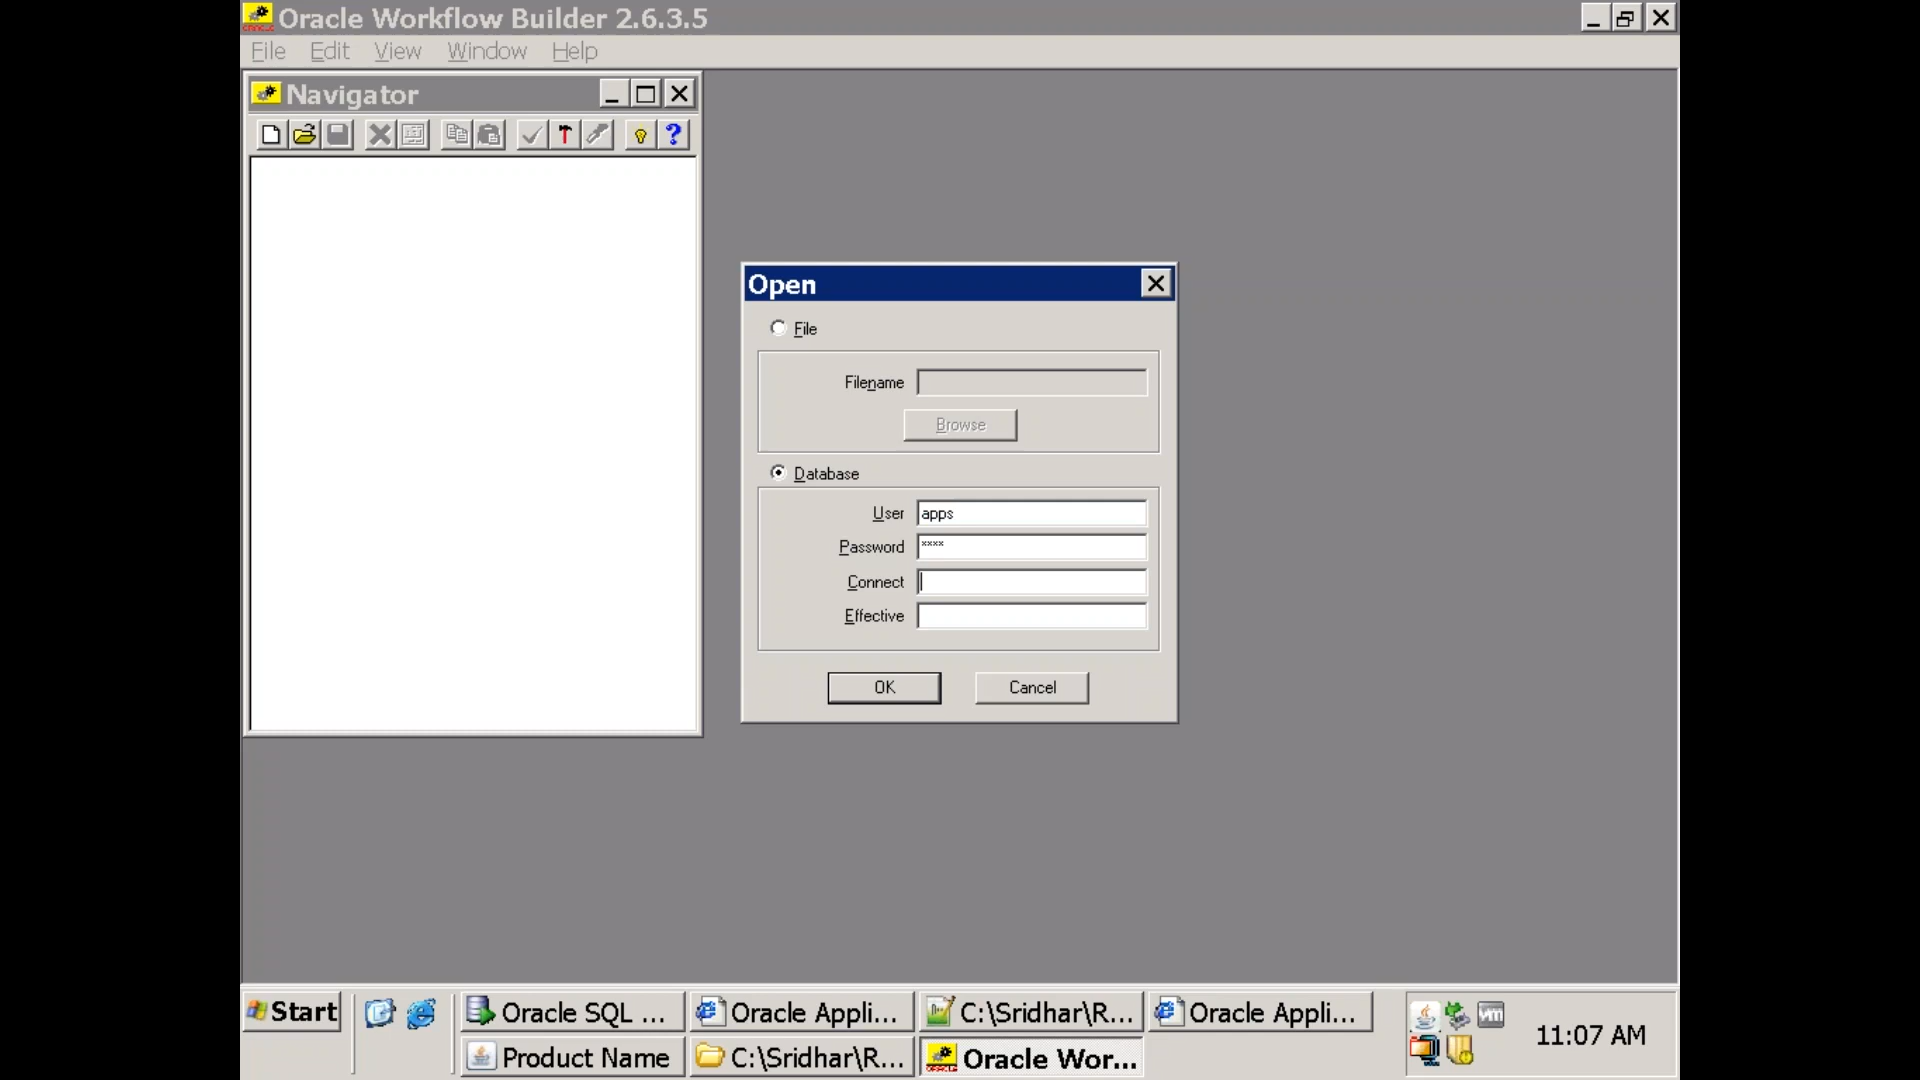 Oracle Workflow Builder 2.6.3.5
File Edit View Window Help
Navigator
Open
File
Filename
Browse
Database
User apps
Password ****
Connect
Effective
OK Cancel
Start Oracle SQL ... Oracle Appli... C:\Sridhar\R... Oracle Appli...
Product Name C:\Sridhar\R... Oracle Wor...
11:07 AM